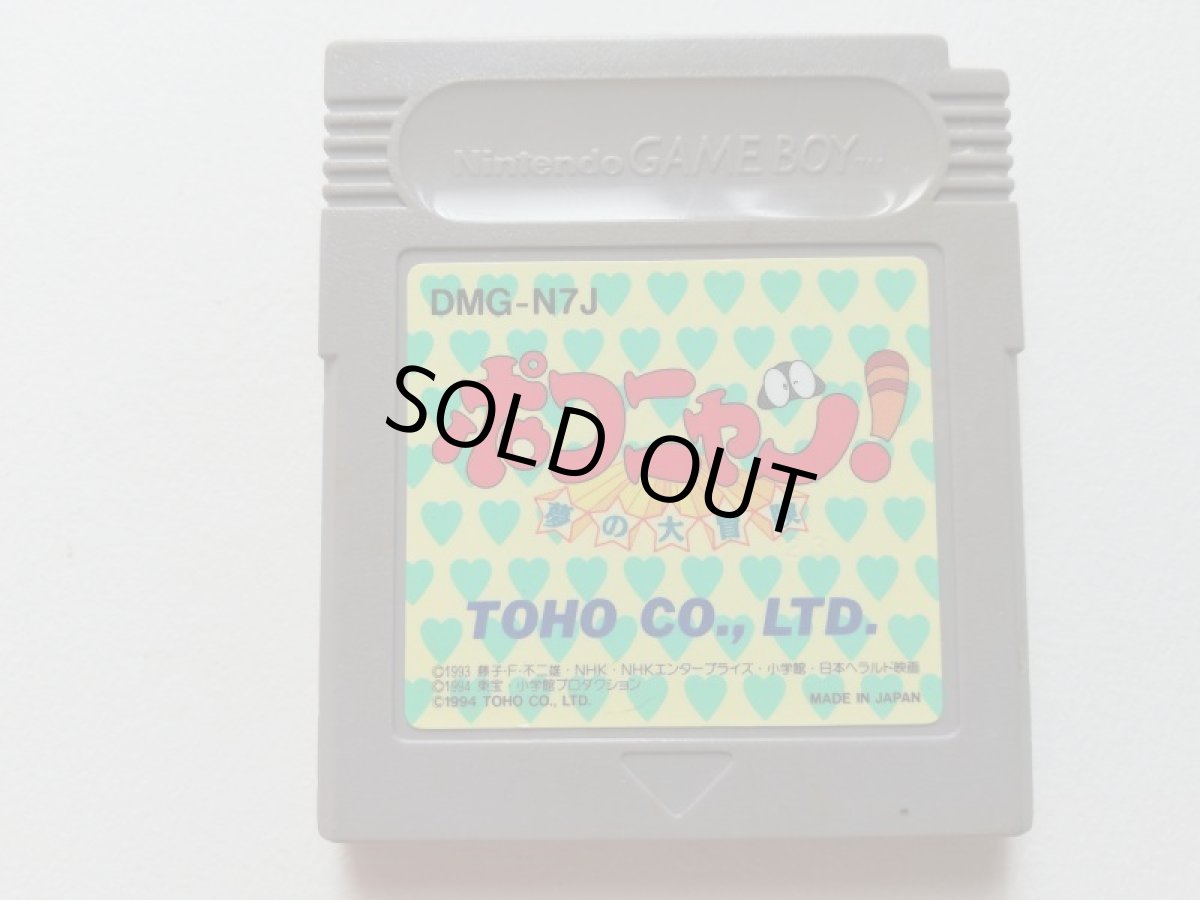 Nintendo GAME BOY™
DMG-N7J
ポコニャン!
夢の大冒険
SOLD OUT
TOHO CO., LTD.
©1993 藤子・F・不二雄・NHK・NHKエンタープライズ・小学館・日本ヘラルド映画
©1994 東宝・小学館プロダクション
©1994 TOHO CO., LTD. MADE IN JAPAN